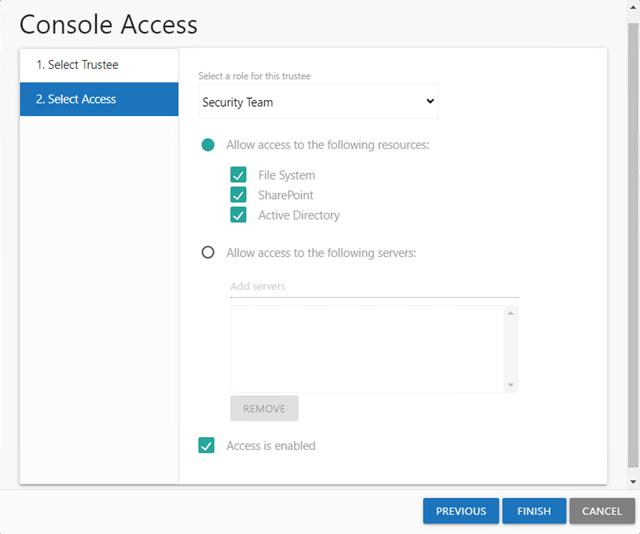 Console Access
1. Select Trustee
2. Select Access
Select a role for this trustee
Security Team
Allow access to the following resources:
File System
SharePoint
Active Directory
Allow access to the following servers:
Add servers
REMOVE
Access is enabled
PREVIOUS
FINISH
CANCEL